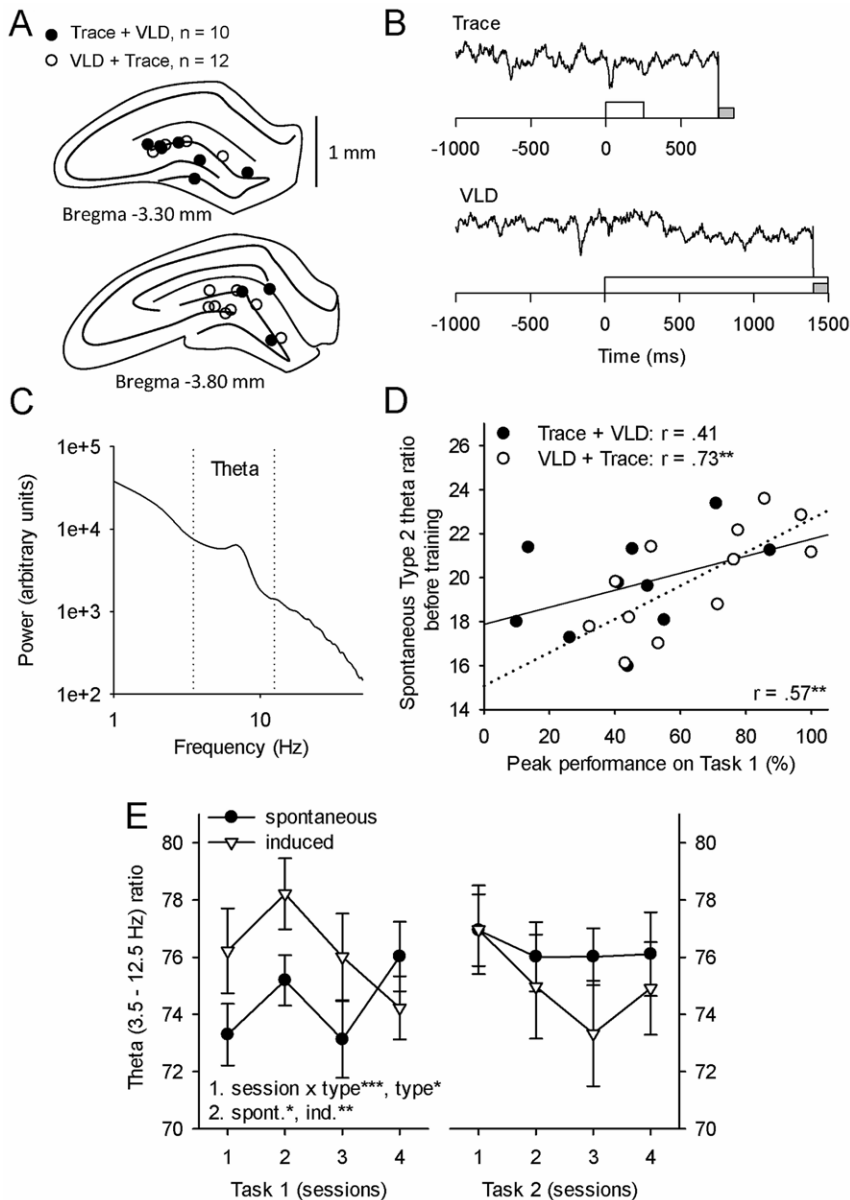 A
Trace + VLD, n = 10
VLD + Trace, n = 12
1 mm
Bregma -3.30 mm
Bregma -3.80 mm
B
Trace
-1000 -500 0 500
VLD
-1000 -500 0 500 1000 1500
Time (ms)
C
1e+5
1e+4
1e+3
1e+2
Power (arbitrary units)
Theta
1 10
Frequency (Hz)
D
Trace + VLD: r = .41
VLD + Trace: r = .73**
26
24
22
20
18
16
14
Spontaneous Type 2 theta ratio
before training
r = .57**
0 20 40 60 80 100
Peak performance on Task 1 (%)
E
spontaneous
induced
80
78
76
74
72
70
Theta (3.5 - 12.5 Hz) ratio
1. session x type***, type*
2. spont.*, ind.**
1 2 3 4
Task 1 (sessions)
80
78
76
74
72
70
1 2 3 4
Task 2 (sessions)